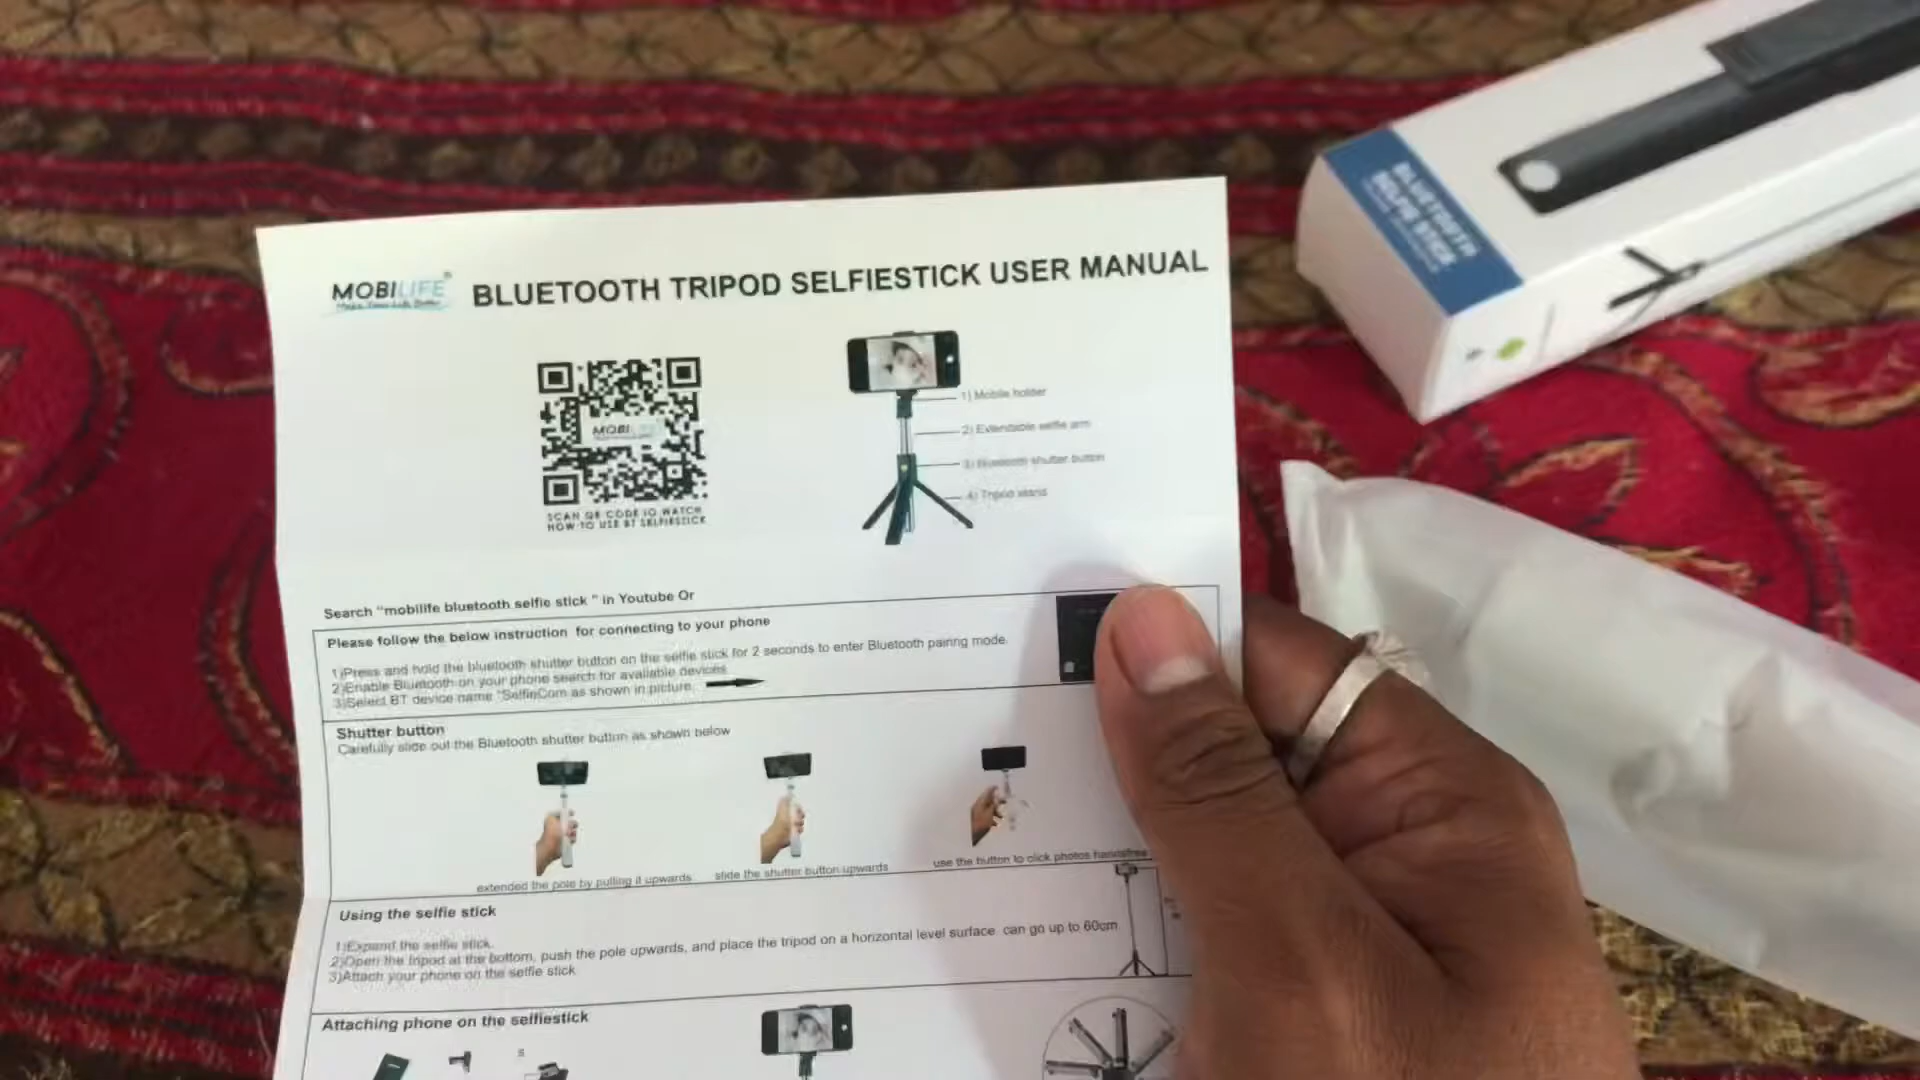 MOBILIFE®
Make Your Life Better
BLUETOOTH TRIPOD SELFIESTICK USER MANUAL
MOBILIFE
SCAN QR CODE TO WATCH
HOW TO USE BT SELFIESTICK
1) Mobile holder
2) Extendable selfie arm
3) Bluetooth shutter button
4) Tripod stand
Search "mobilife bluetooth selfie stick " in Youtube Or
Please follow the below instruction for connecting to your phone
1)Press and hold the bluetooth shutter button on the selfie stick for 2 seconds to enter Bluetooth pairing mode.
2)Enable Bluetooth on your phone search for available devices
3)Select BT device name "SelfieCom as shown in picture
Shutter button
Carefully slide out the Bluetooth shutter button as shown below
extended the pole by pulling it upwards
slide the shutter button upwards
use the button to click photos handsfree
Using the selfie stick
1)Expand the selfie stick.
2)Open the tripod at the bottom, push the pole upwards, and place the tripod on a horizontal level surface. can go up to 60cm
3)Attach your phone on the selfie stick
Attaching phone on the selfiestick
S
BLUETOOTH
SELFIE STICK